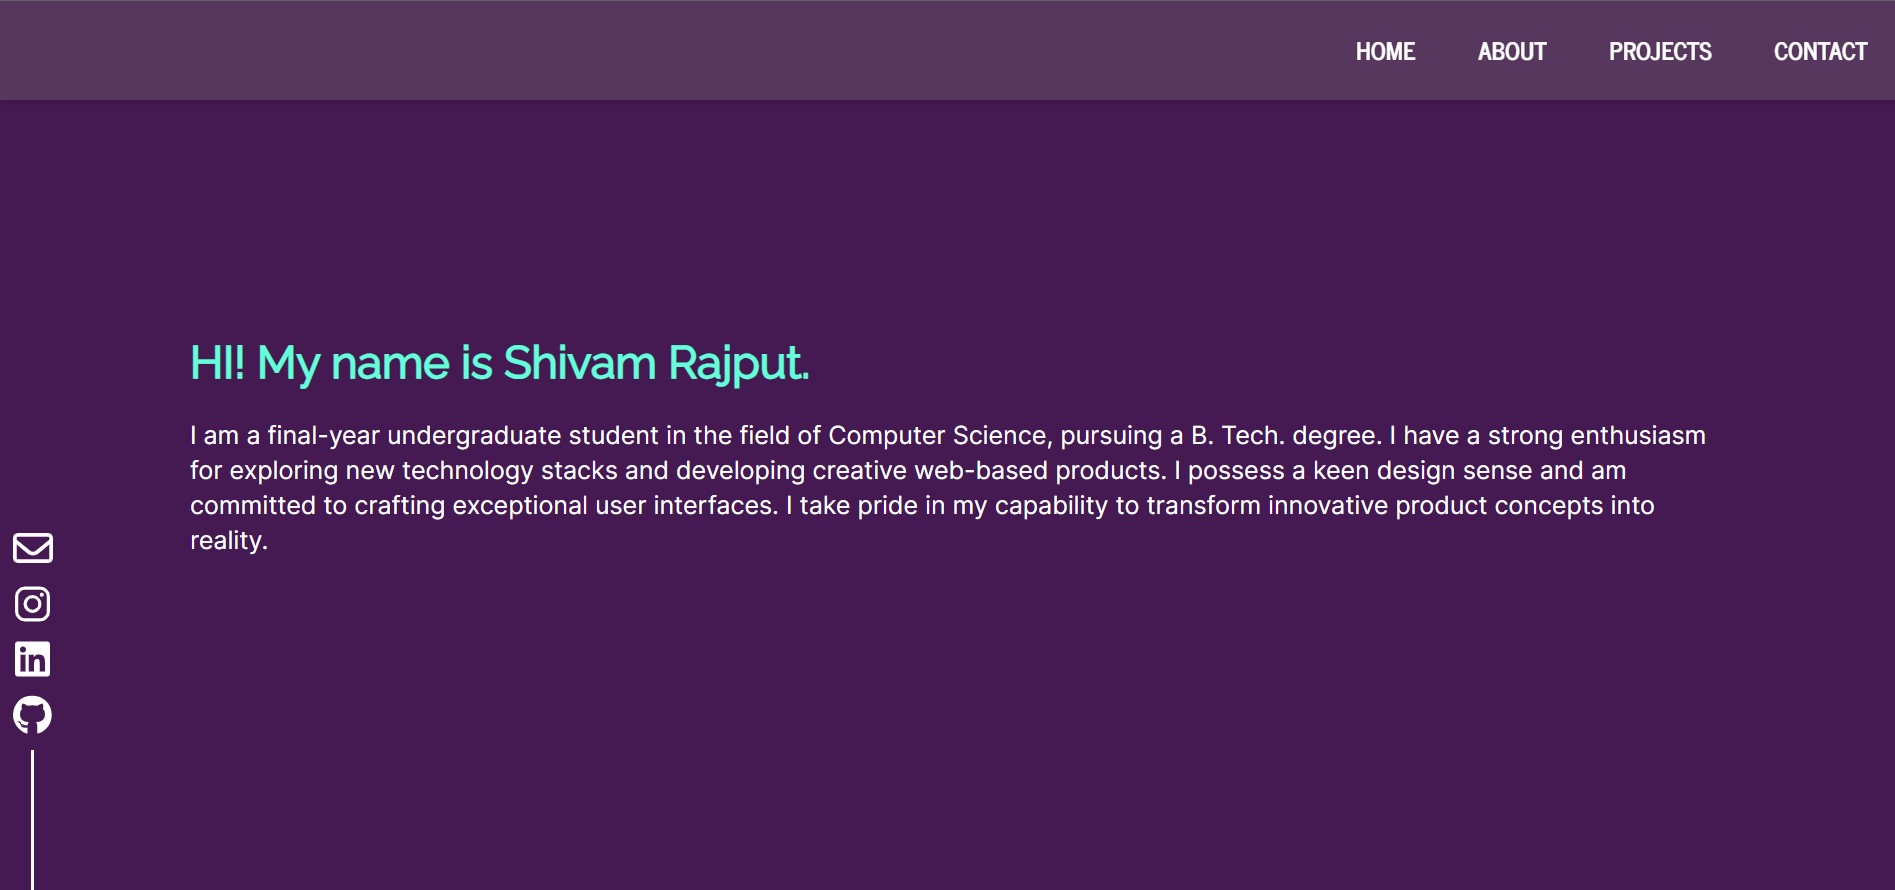 HOME ABOUT PROJECTS CONTACT
HI! My name is Shivam Rajput.
I am a final-year undergraduate student in the field of Computer Science, pursuing a B. Tech. degree. I have a strong enthusiasm
for exploring new technology stacks and developing creative web-based products. I possess a keen design sense and am
committed to crafting exceptional user interfaces. I take pride in my capability to transform innovative product concepts into
reality.
in